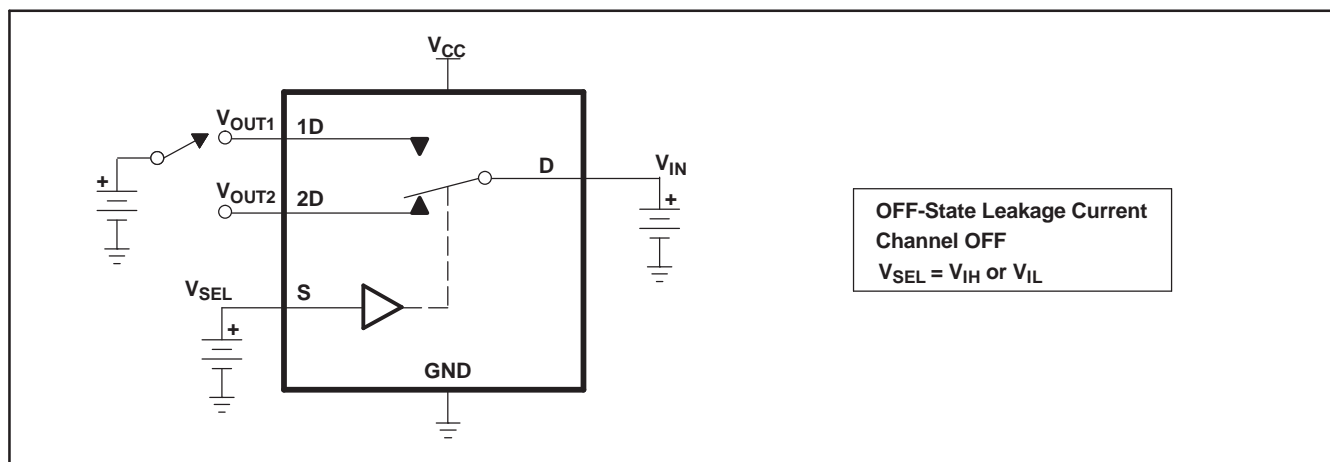 VCC
VOUT1 1D
D VIN
+ VOUT2 2D +
OFF-State Leakage Current
Channel OFF
VSEL = VIH or VIL
VSEL S
+
GND